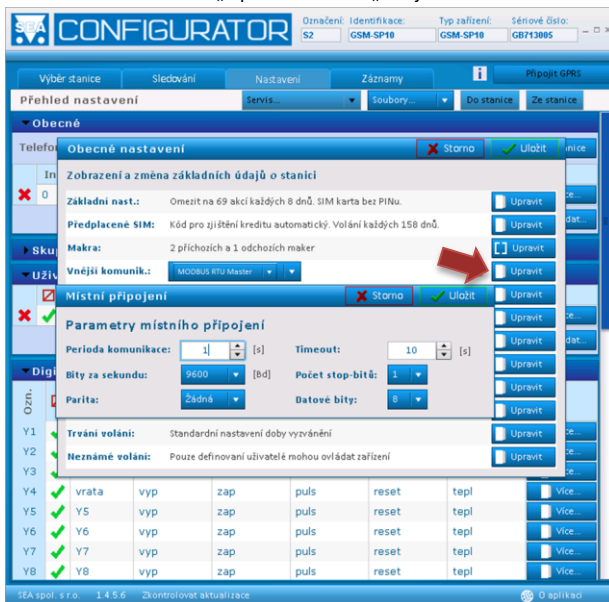 SEA CONFIGURATOR
Označení: Identifikace: Typ zařízení: Sériové číslo:
S2 GSM-SP10 GSM-SP10 GB713005
Výběr stanice Sledování Nastavení Záznamy i Připojit GPRS
Přehled nastavení Servis... Soubory... Do stanice Ze stanice
Obecné
Obecné nastavení Storno Uložit
Zobrazení a změna základních údajů o stanici
Základní nast.: Omezit na 69 akcí každých 8 dnů. SIM karta bez PINu. Upravit
Předplacené SIM: Kód pro zjištění kreditu automatický. Volání každých 158 dnů. Upravit
Makra: 2 příchozích a 1 odchozích maker Upravit
Vnější komunik.: MODBUS RTU Master Upravit
Upravit
Místní připojení Storno Uložit
Parametry místního připojení
Upravit
Perioda komunikace: 1 [s] Timeout: 10 [s] Upravit
Bity za sekundu: 9600 [Bd] Počet stop-bitů: 1 Upravit
Parita: Žádná Datové bity: 8 Upravit
Ozn.
Y1 Trvání volání: Standardní nastavení doby vyzvánění Upravit
Y2 Neznámé volání: Pouze definovaní uživatelé mohou ovládat zařízení Upravit
Y3
Y4 vrata vyp zap puls reset tepl Více...
Y5 Y5 vyp zap puls reset tepl Více...
Y6 Y6 vyp zap puls reset tepl Více...
Y7 Y7 vyp zap puls reset tepl Více...
Y8 Y8 vyp zap puls reset tepl Více...
SEA spol. s r.o. 1.4.5.6 Zkontrolovat aktualizace O aplikaci